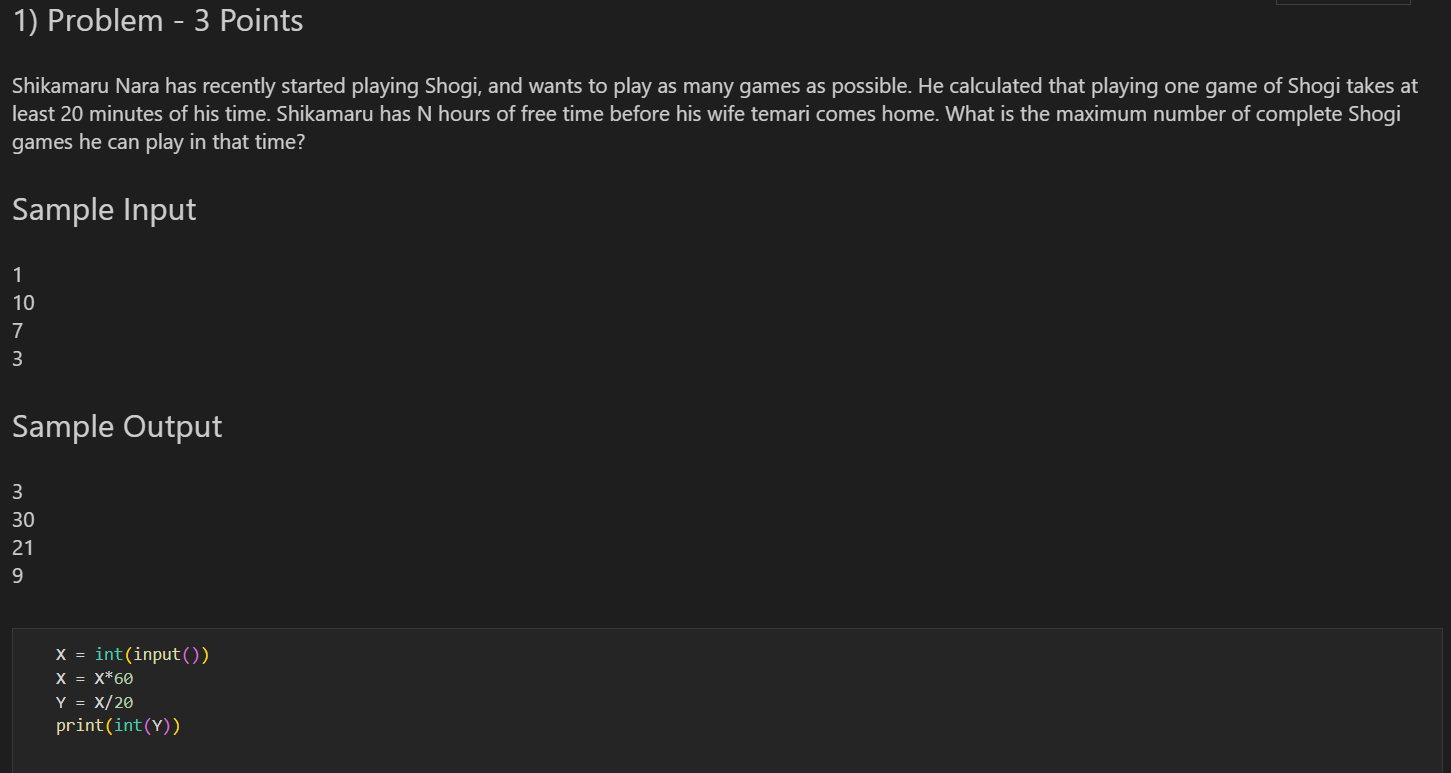 1) Problem - 3 Points
Shikamaru Nara has recently started playing Shogi, and wants to play as many games as possible. He calculated that playing one game of Shogi takes at
least 20 minutes of his time. Shikamaru has N hours of free time before his wife temari comes home. What is the maximum number of complete Shogi
games he can play in that time?
Sample Input
1
10
7
3
Sample Output
3
30
21
9
X = int(input())
X = X*60
Y = X/20
print(int(Y))